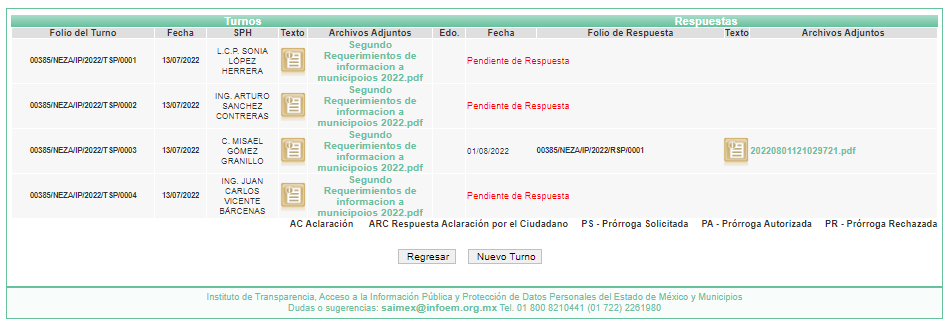 Turnos Respuestas
Folio del Turno Fecha SPH Texto Archivos Adjuntos Edo. Fecha Folio de Respuesta Texto Archivos Adjuntos
00385/NEZA/IP/2022/TSP/0001 13/07/2022
L.C.P. SONIA
LÓPEZ
HERRERA
Segundo
Requerimientos de
informacion a
municipoios 2022.pdf
Pendiente de Respuesta
00385/NEZA/IP/2022/TSP/0002 13/07/2022
ING. ARTURO
SANCHEZ
CONTRERAS
Segundo
Requerimientos de
informacion a
municipoios 2022.pdf
Pendiente de Respuesta
00385/NEZA/IP/2022/TSP/0003 13/07/2022
C. MISAEL
GÓMEZ
GRANILLO
Segundo
Requerimientos de
informacion a
municipoios 2022.pdf
01/08/2022 00385/NEZA/IP/2022/RSP/0001 20220801121029721.pdf
00385/NEZA/IP/2022/TSP/0004 13/07/2022
ING. JUAN
CARLOS
VICENTE
BÁRCENAS
Segundo
Requerimientos de
informacion a
municipoios 2022.pdf
Pendiente de Respuesta
AC Aclaración ARC Respuesta Aclaración por el Ciudadano PS - Prórroga Solicitada PA - Prórroga Autorizada PR - Prórroga Rechazada
Regresar Nuevo Turno
Instituto de Transparencia, Acceso a la Información Pública y Protección de Datos Personales del Estado de México y Municipios
Dudas o sugerencias: saimex@infoem.org.mx Tel. 01 800 8210441 (01 722) 2261980